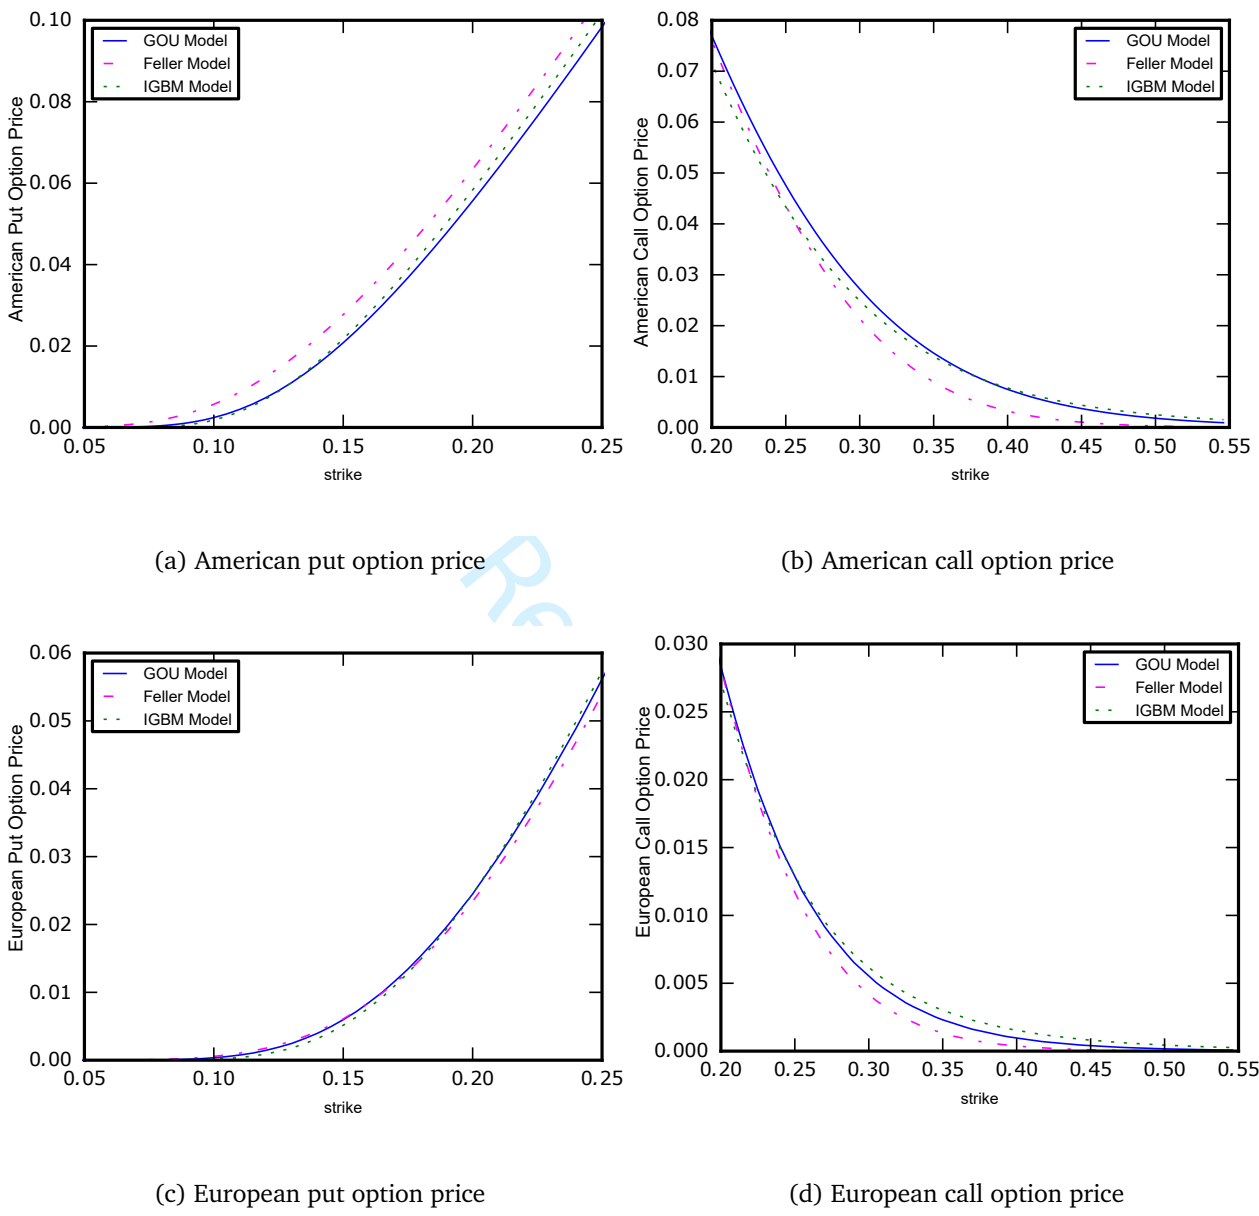 0.10
0.08
0.06
0.04
0.02
0.00
American Put Option Price
GOU Model
Feller Model
IGBM Model
0.05 0.10 0.15 0.20 0.25
strike
(a) American put option price
0.08
0.07
0.06
0.05
0.04
0.03
0.02
0.01
0.00
American Call Option Price
GOU Model
Feller Model
IGBM Model
0.20 0.25 0.30 0.35 0.40 0.45 0.50 0.55
strike
(b) American call option price
Re
0.06
0.05
0.04
0.03
0.02
0.01
0.00
European Put Option Price
GOU Model
Feller Model
IGBM Model
0.05 0.10 0.15 0.20 0.25
strike
(c) European put option price
0.030
0.025
0.020
0.015
0.010
0.005
0.000
European Call Option Price
GOU Model
Feller Model
IGBM Model
0.20 0.25 0.30 0.35 0.40 0.45 0.50 0.55
strike
(d) European call option price